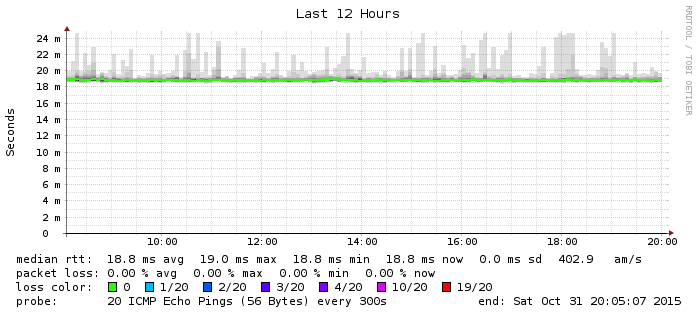 Last 12 Hours
RRDTOOL / TOBI OETIKER
Seconds
24 m
22 m
20 m
18 m
16 m
14 m
12 m
10 m
8 m
6 m
4 m
2 m
0
10:00 12:00 14:00 16:00 18:00 20:00
median rtt: 18.8 ms avg 19.0 ms max 18.8 ms min 18.8 ms now 0.0 ms sd 402.9 am/s
packet loss: 0.00 % avg 0.00 % max 0.00 % min 0.00 % now
loss color: 0 1/20 2/20 3/20 4/20 10/20 19/20
probe: 20 ICMP Echo Pings (56 Bytes) every 300s end: Sat Oct 31 20:05:07 2015